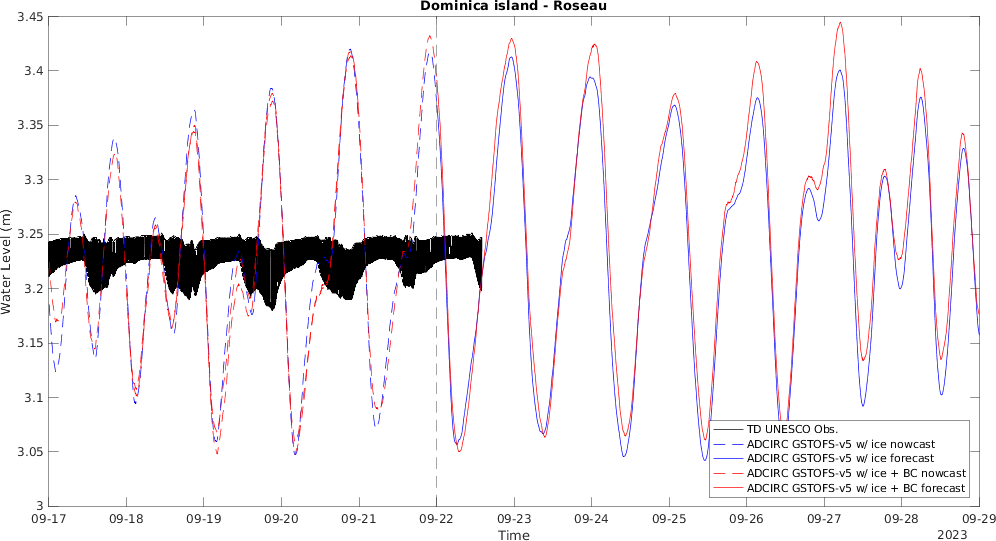 Dominica island - Roseau
3.45
3.4
3.35
3.3
3.25
3.2
3.15
3.1
3.05
3
Water Level (m)
TD UNESCO Obs.
ADCIRC GSTOFS-v5 w/ ice nowcast
ADCIRC GSTOFS-v5 w/ ice forecast
ADCIRC GSTOFS-v5 w/ ice + BC nowcast
ADCIRC GSTOFS-v5 w/ ice + BC forecast
09-17 09-18 09-19 09-20 09-21 09-22 09-23 09-24 09-25 09-26 09-27 09-28 09-29
Time
2023